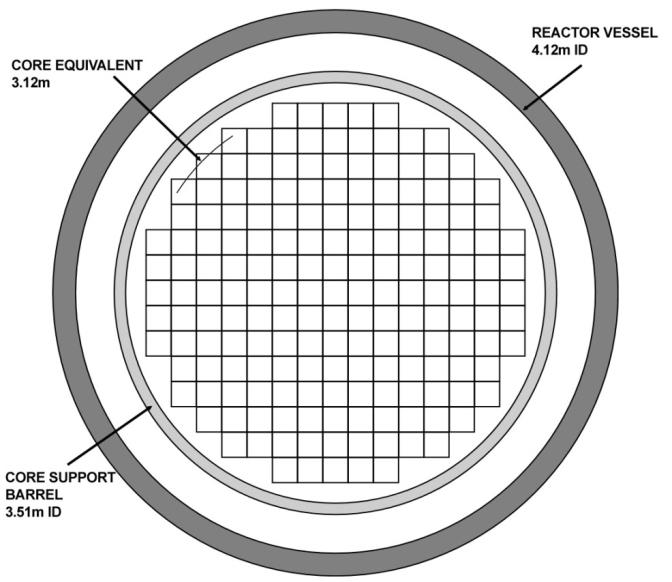 REACTOR VESSEL
4.12m ID
CORE EQUIVALENT
3.12m
CORE SUPPORT
BARREL
3.51m ID